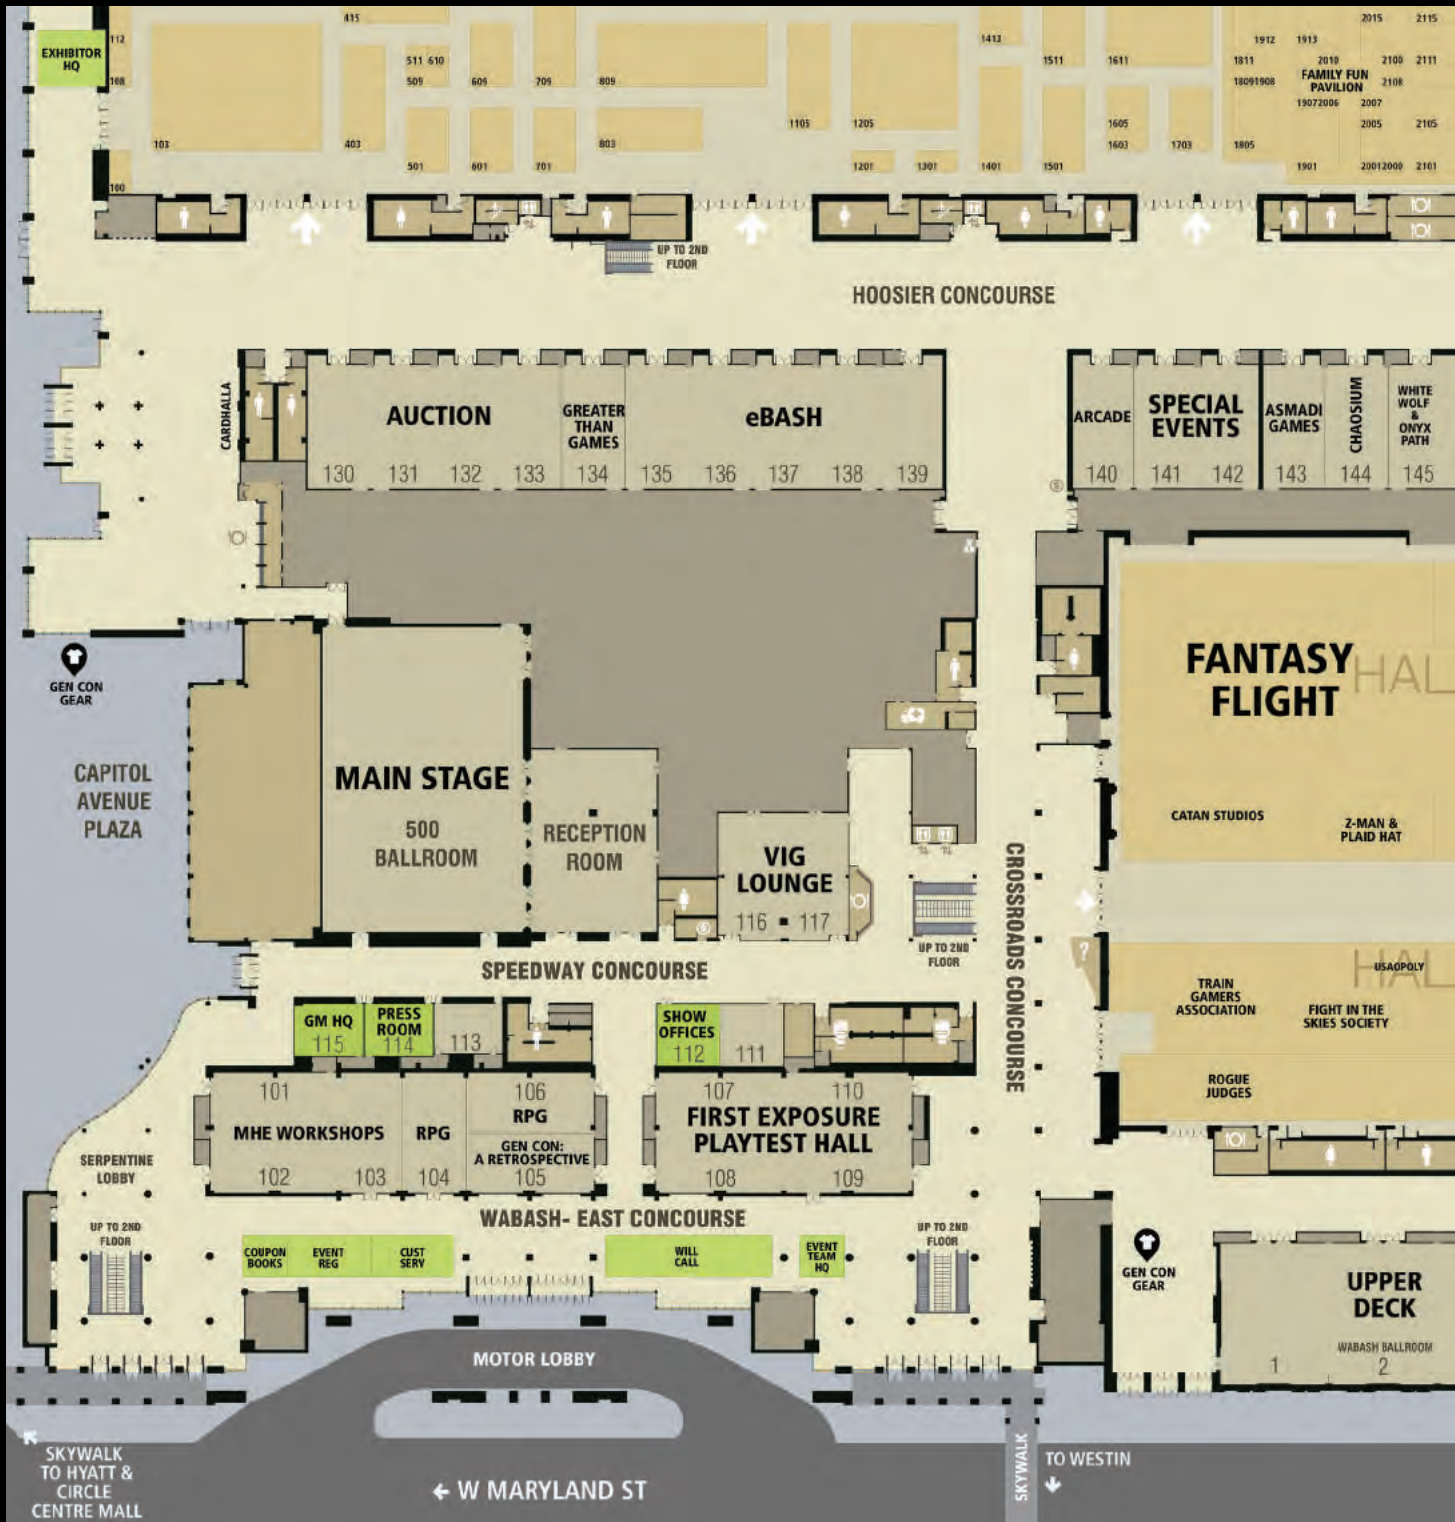 415
2015
2115
112
EXHIBITOR
HQ
1413
1912
1913
511
610
1511
1611
1811
2010
2100
2111
108
509
609
709
809
1809
1908
FAMILY FUN
PAVILION
2108
1907
2006
2007
1105
1205
1605
2005
2105
103
403
803
1603
1703
1805
501
601
701
1201
1301
1401
1501
1901
2001
2000
2101
100
UP TO 2ND
FLOOR
HOOSIER CONCOURSE
CARDHALLA
AUCTION
GREATER
THAN
GAMES
eBASH
ARCADE
SPECIAL
EVENTS
ASMADI
GAMES
CHAOSIUM
WHITE
WOLF
&
ONYX
PATH
130
131
132
133
134
135
136
137
138
139
140
141
142
143
144
145
GEN CON
GEAR
FANTASY
FLIGHT
HAL
CAPITOL
AVENUE
PLAZA
MAIN STAGE
500
BALLROOM
RECEPTION
ROOM
VIG
LOUNGE
116
117
CATAN STUDIOS
Z-MAN &
PLAID HAT
CROSSROADS CONCOURSE
UP TO 2ND
FLOOR
SPEEDWAY CONCOURSE
?
HAL
USAOPOLY
TRAIN
GAMERS
ASSOCIATION
FIGHT IN THE
SKIES SOCIETY
GM HQ
115
PRESS
ROOM
114
113
SHOW
OFFICES
112
111
ROGUE
JUDGES
101
106
107
110
MHE WORKSHOPS
RPG
RPG
GEN CON:
A RETROSPECTIVE
FIRST EXPOSURE
PLAYTEST HALL
102
103
104
105
108
109
SERPENTINE
LOBBY
WABASH- EAST CONCOURSE
UP TO 2ND
FLOOR
COUPON
BOOKS
EVENT
REG
CUST
SERV
WILL
CALL
EVENT
TEAM
HQ
UP TO 2ND
FLOOR
GEN CON
GEAR
UPPER
DECK
WABASH BALLROOM
1
2
MOTOR LOBBY
SKYWALK
TO HYATT &
CIRCLE
CENTRE MALL
W MARYLAND ST
SKYWALK
TO WESTIN